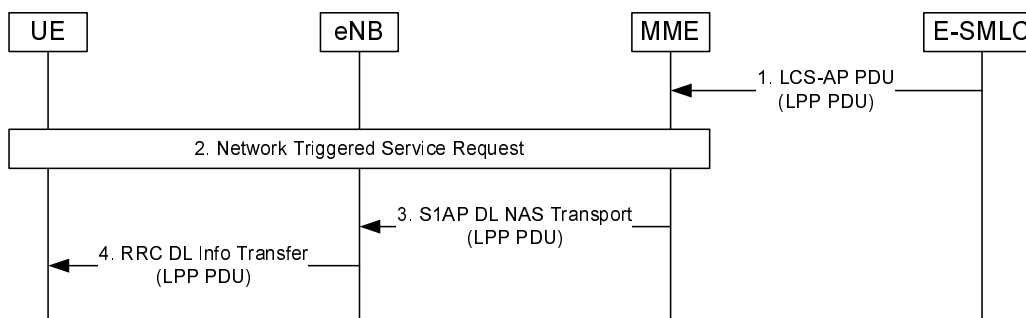 UE
eNB
MME
E-SMLC
1. LCS-AP PDU
(LPP PDU)
2. Network Triggered Service Request
3. S1AP DL NAS Transport
(LPP PDU)
4. RRC DL Info Transfer
(LPP PDU)